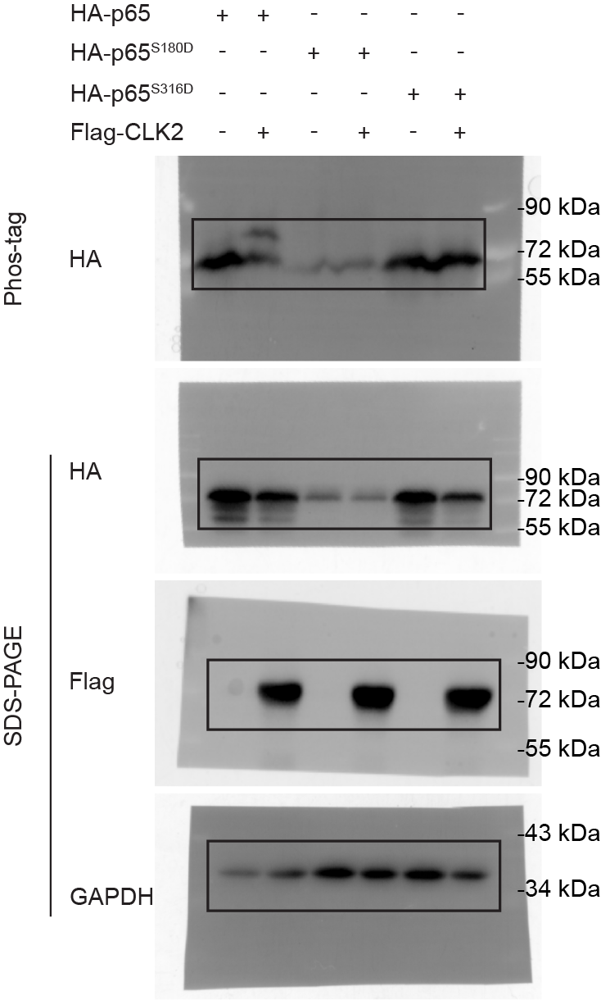 HA-p65 + + - - - -
HA-p65S180D - - + + - -
HA-p65S316D - - - - + +
Flag-CLK2 - + - + - +
Phos-tag
HA
-90 kDa
-72 kDa
-55 kDa
SDS-PAGE
HA
-90 kDa
-72 kDa
-55 kDa
Flag
-90 kDa
-72 kDa
-55 kDa
GAPDH
-43 kDa
-34 kDa